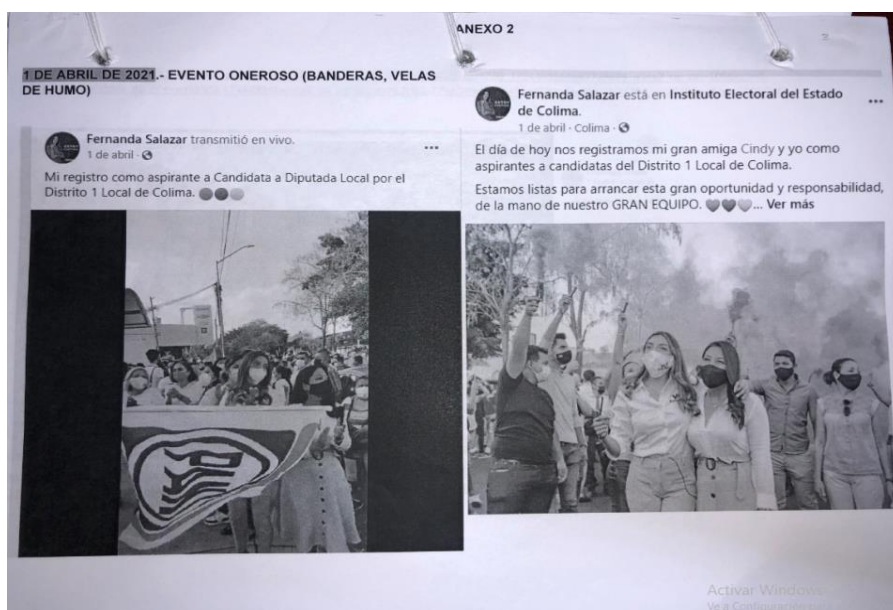 ANEXO 2
2
1 DE ABRIL DE 2021.- EVENTO ONEROSO (BANDERAS, VELAS
DE HUMO)
Fernanda Salazar transmitió en vivo.
1 de abril ·
Mi registro como aspirante a Candidata a Diputada Local por el
Distrito 1 Local de Colima.
Fernanda Salazar está en Instituto Electoral del Estado
de Colima.
1 de abril · Colima ·
El día de hoy nos registramos mi gran amiga Cindy y yo como
aspirantes a candidatas del Distrito 1 Local de Colima.
Estamos listas para arrancar esta gran oportunidad y responsabilidad,
de la mano de nuestro GRAN EQUIPO. ... Ver más
Activar Windows
Ve a Configuración